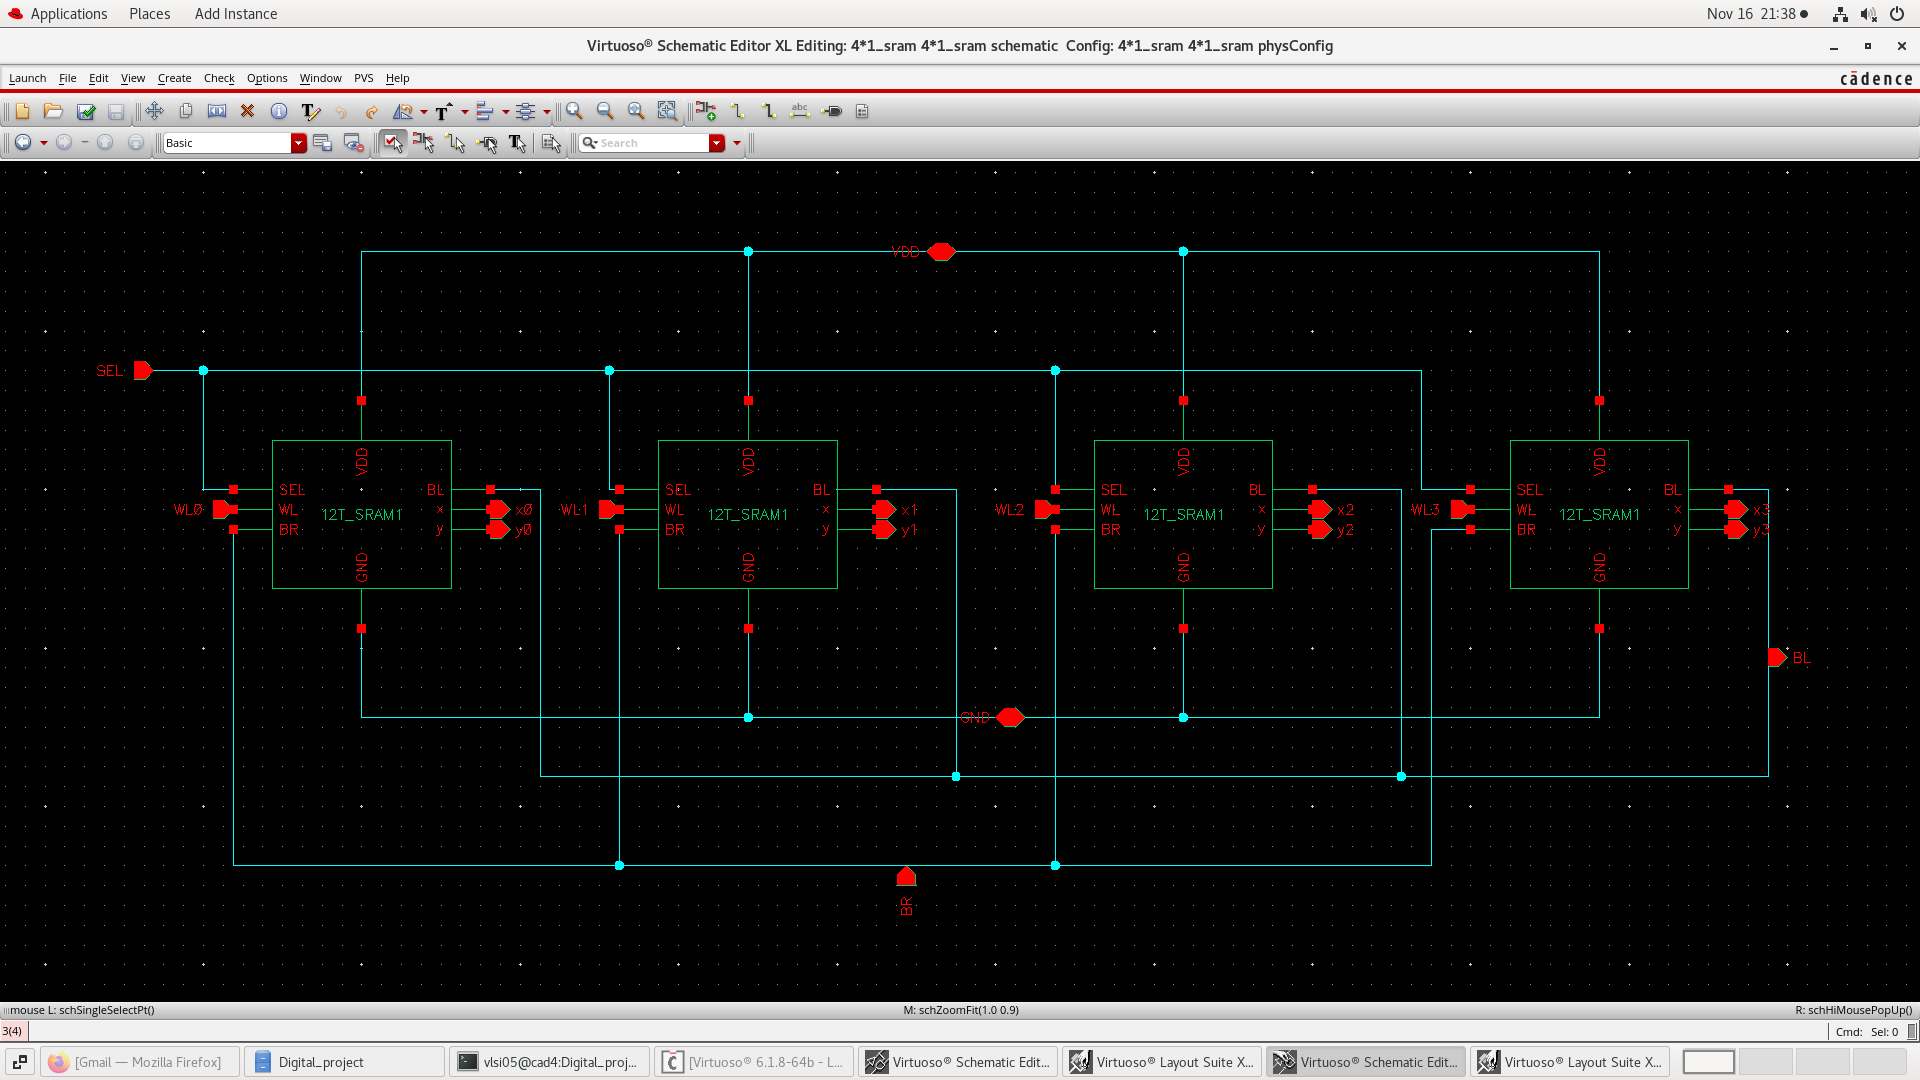 Applications Places Add Instance Nov 16 21:38
Virtuoso® Schematic Editor XL Editing: 4*1_sram 4*1_sram schematic Config: 4*1_sram 4*1_sram physConfig
Launch File Edit View Create Check Options Window PVS Help cādence
abc
Basic Search
VDD
SEL
VDD VDD VDD VDD
SEL BL SEL BL SEL BL SEL BL
WL0 WL 12T_SRAM1 x x0 WL1 WL 12T_SRAM1 x x1 WL2 WL 12T_SRAM1 x x2 WL3 WL 12T_SRAM1 x x3
BR y y0 BR y y1 BR y y2 BR y y3
GND GND GND GND
BL
GND
BR
mouse L: schSingleSelectPt() M: schZoomFit(1.0 0.9) R: schHiMousePopUp()
3(4) Cmd: Sel: 0
[Gmail — Mozilla Firefox] Digital_project vlsi05@cad4:Digital_proj... [Virtuoso® 6.1.8-64b - L... Virtuoso® Schematic Edit... Virtuoso® Layout Suite X... Virtuoso® Schematic Edit... Virtuoso® Layout Suite X...